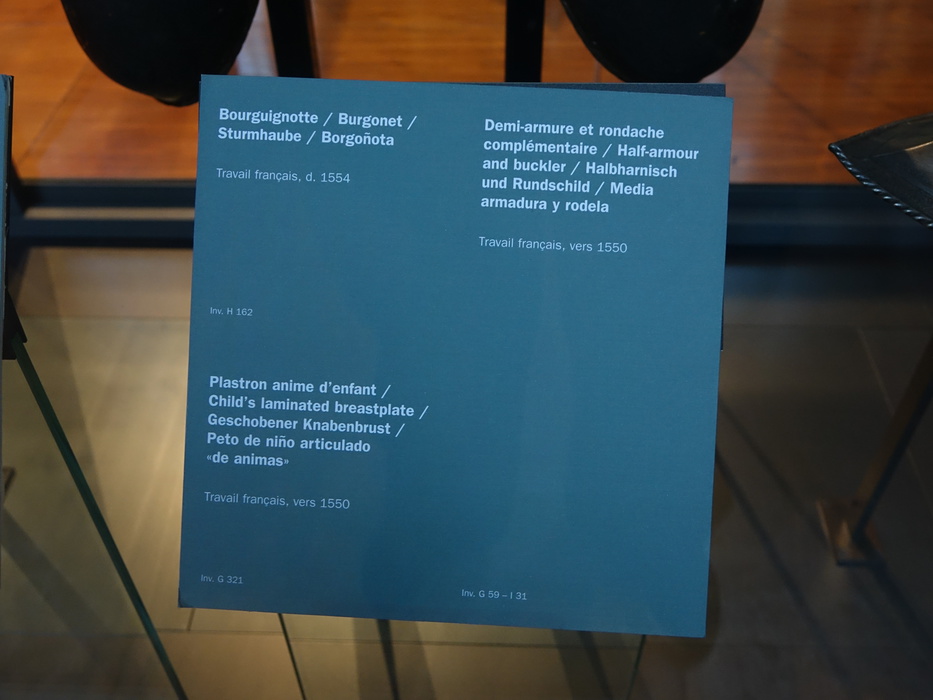 Bourguignotte / Burgonet /
Sturmhaube / Borgoñota
Travail français, d. 1554
Inv. H 162
Plastron anime d'enfant /
Child's laminated breastplate /
Geschobener Knabenbrust /
Peto de niño articulado
«de animas»
Travail français, vers 1550
Inv. G 321
Demi-armure et rondache
complémentaire / Half-armour
and buckler / Halbharnisch
und Rundschild / Media
armadura y rodela
Travail français, vers 1550
Inv. G 59 – I 31